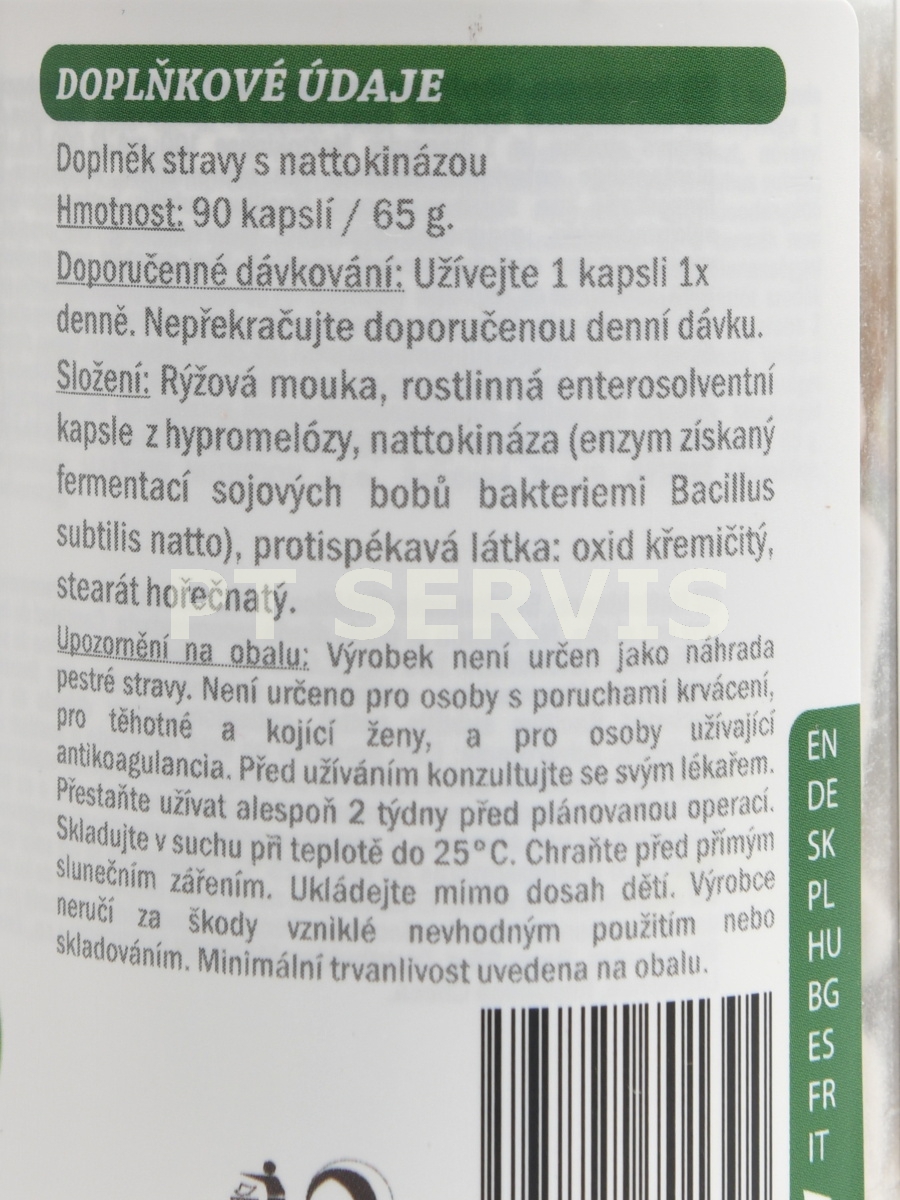 DOPLŇKOVÉ ÚDAJE
Doplněk stravy s nattokinázou
Hmotnost: 90 kapslí / 65 g.
Doporučenné dávkování: Užívejte 1 kapsli 1x
denně. Nepřekračujte doporučenou denní dávku.
Složení: Rýžová mouka, rostlinná enterosolventní
kapsle z hypromelózy, nattokináza (enzym získaný
fermentací sojových bobů bakteriemi Bacillus
subtilis natto), protispékavá látka: oxid křemičitý,
stearát hořečnatý.
PT SERVIS
Upozornění na obalu: Výrobek není určen jako náhrada
pestré stravy. Není určeno pro osoby s poruchami krvácení,
pro těhotné a kojící ženy, a pro osoby užívající
antikoagulancia. Před užíváním konzultujte se svým lékařem.
Přestaňte užívat alespoň 2 týdny před plánovanou operací.
Skladujte v suchu při teplotě do 25°C. Chraňte před přímým
slunečním zářením. Ukládejte mimo dosah dětí. Výrobce
neručí za škody vzniklé nevhodným použitím nebo
skladováním. Minimální trvanlivost uvedena na obalu.
EN
DE
SK
PL
HU
BG
ES
FR
IT